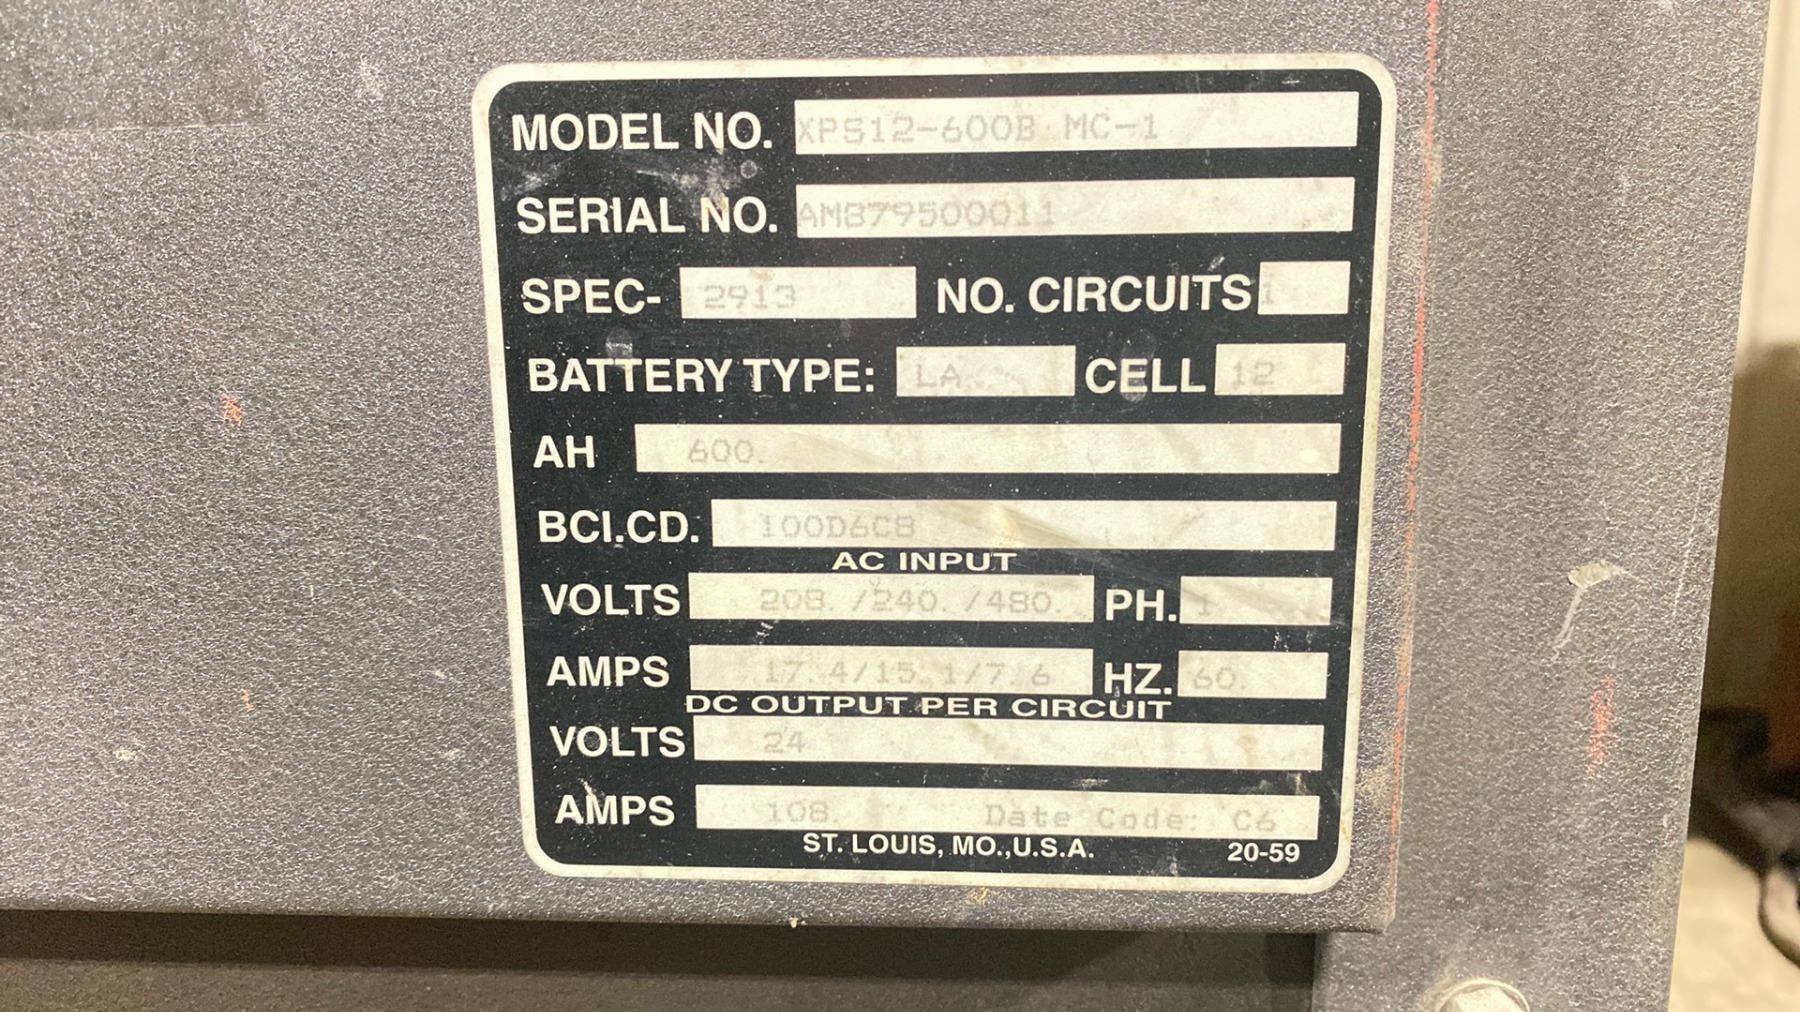 MODEL NO. XPS12-600B MC-1
SERIAL NO. AMB79500011
SPEC- 2913 NO. CIRCUITS 1
BATTERY TYPE: LA CELL 12
AH 600.
BCI.CD. 100D6C8
AC INPUT
VOLTS 208. /240. /480. PH. 1
AMPS 17.4/15.1/7.6 HZ. 60.
DC OUTPUT PER CIRCUIT
VOLTS 24
AMPS 108. Date Code: C6
ST. LOUIS, MO.,U.S.A. 20-59